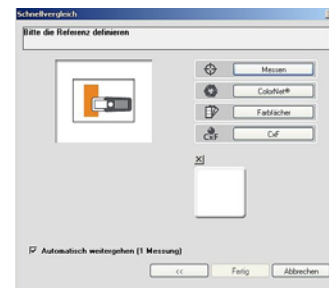 Schnellvergleich
Bitte die Referenz definieren
Messen
ColorNet®
Farbfächer
CxF
CxF
Automatisch weitergehen (1 Messung)
<<
Fertig
Abbrechen